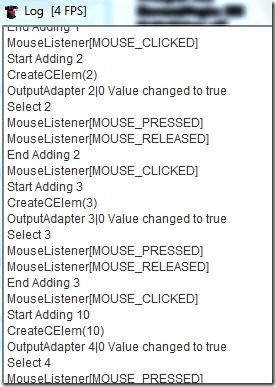 Log [4 FPS]
End Adding 1
MouseListener[MOUSE_CLICKED]
Start Adding 2
CreateCElem(2)
OutputAdapter 2|0 Value changed to true
Select 2
MouseListener[MOUSE_PRESSED]
MouseListener[MOUSE_RELEASED]
End Adding 2
MouseListener[MOUSE_CLICKED]
Start Adding 3
CreateCElem(3)
OutputAdapter 3|0 Value changed to true
Select 3
MouseListener[MOUSE_PRESSED]
MouseListener[MOUSE_RELEASED]
End Adding 3
MouseListener[MOUSE_CLICKED]
Start Adding 10
CreateCElem(10)
OutputAdapter 4|0 Value changed to true
Select 4
MouseListener[MOUSE_PRESSED]